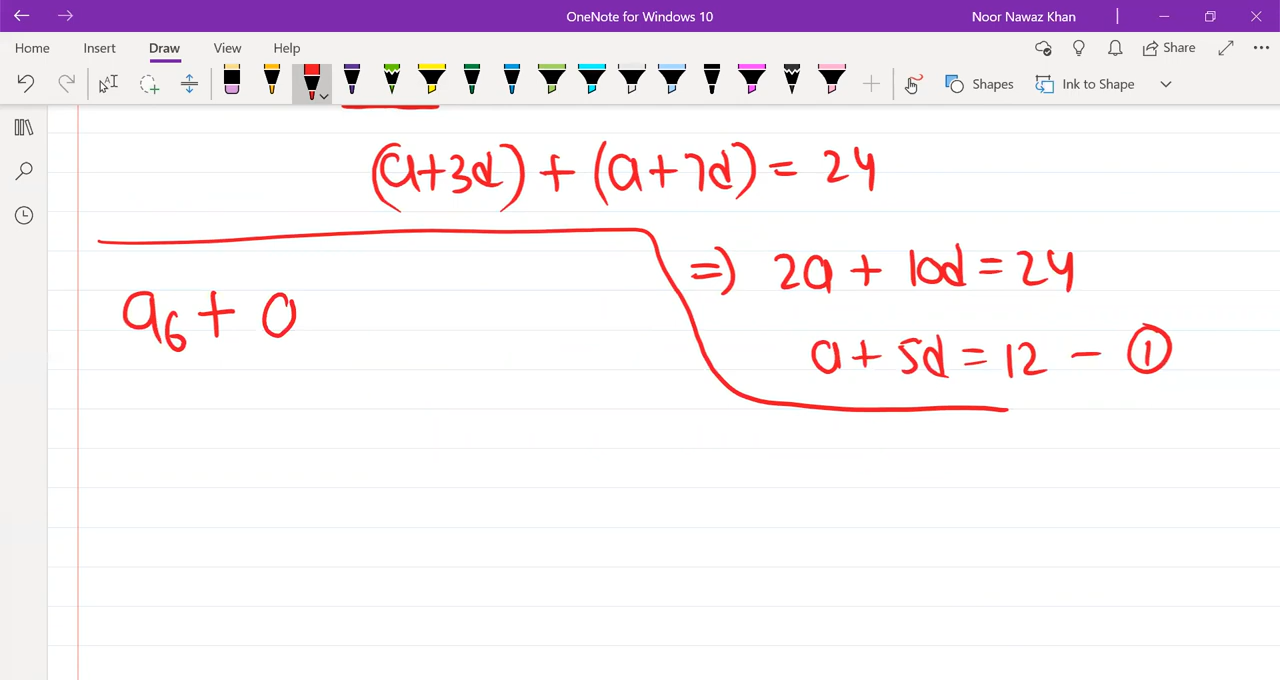 OneNote for Windows 10
Noor Nawaz Khan
Home Insert Draw View Help
Share
Shapes Ink to Shape
(a+3d) + (a+7d) = 24
=) 2a + 10d = 24
a + 5d = 12 - ①
a6 + 0